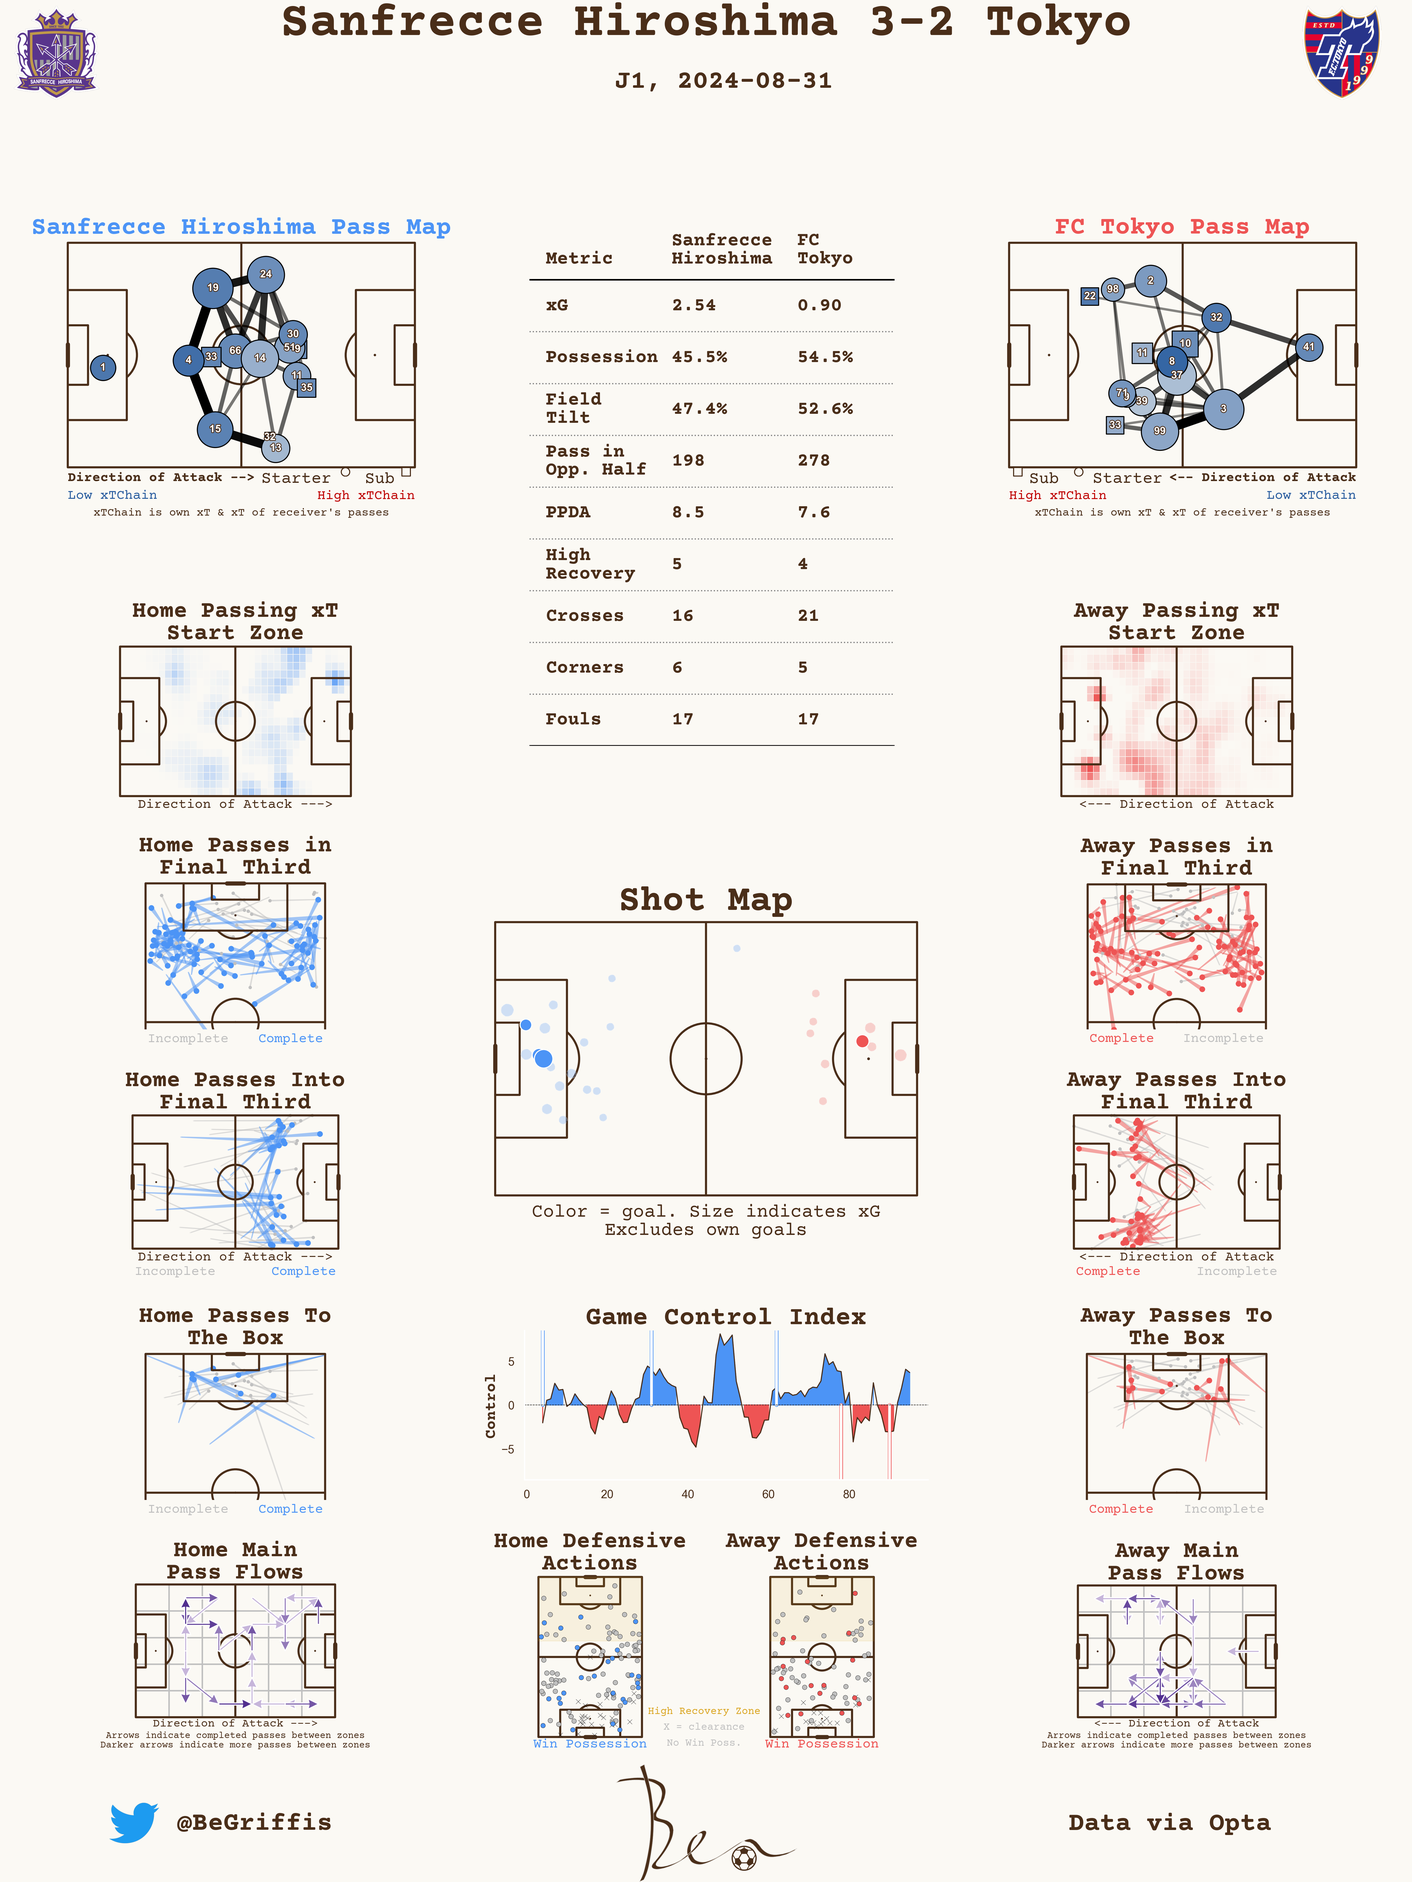 Sanfrecce Hiroshima 3-2 Tokyo
J1, 2024-08-31
SANFRECCE HIROSHIMA
ESTD
FC TOKYO
1999
Sanfrecce Hiroshima Pass Map
19
24
30
51
9
66
14
33
4
1
11
35
15
32
13
Direction of Attack --> Starter Sub
Low xTChain High xTChain
xTChain is own xT & xT of receiver's passes
Metric Sanfrecce Hiroshima FC Tokyo
xG 2.54 0.90
Possession 45.5% 54.5%
Field Tilt 47.4% 52.6%
Pass in Opp. Half 198 278
PPDA 8.5 7.6
High Recovery 5 4
Crosses 16 21
Corners 6 5
Fouls 17 17
FC Tokyo Pass Map
22
98
2
32
41
11
10
8
37
71
9
39
3
33
99
Sub Starter <-- Direction of Attack
High xTChain Low xTChain
xTChain is own xT & xT of receiver's passes
Home Passing xT
Start Zone
Direction of Attack --->
Away Passing xT
Start Zone
<--- Direction of Attack
Home Passes in
Final Third
Incomplete Complete
Away Passes in
Final Third
Complete Incomplete
Shot Map
Color = goal. Size indicates xG
Excludes own goals
Home Passes Into
Final Third
Direction of Attack --->
Incomplete Complete
Away Passes Into
Final Third
<--- Direction of Attack
Complete Incomplete
Home Passes To
The Box
Incomplete Complete
Game Control Index
Control
5
0
−5
0 20 40 60 80
Away Passes To
The Box
Complete Incomplete
Home Main
Pass Flows
Direction of Attack --->
Arrows indicate completed passes between zones
Darker arrows indicate more passes between zones
Home Defensive
Actions
Win Possession
High Recovery Zone
X = clearance
No Win Poss.
Away Defensive
Actions
Win Possession
Away Main
Pass Flows
<--- Direction of Attack
Arrows indicate completed passes between zones
Darker arrows indicate more passes between zones
@BeGriffis
Ben
Data via Opta